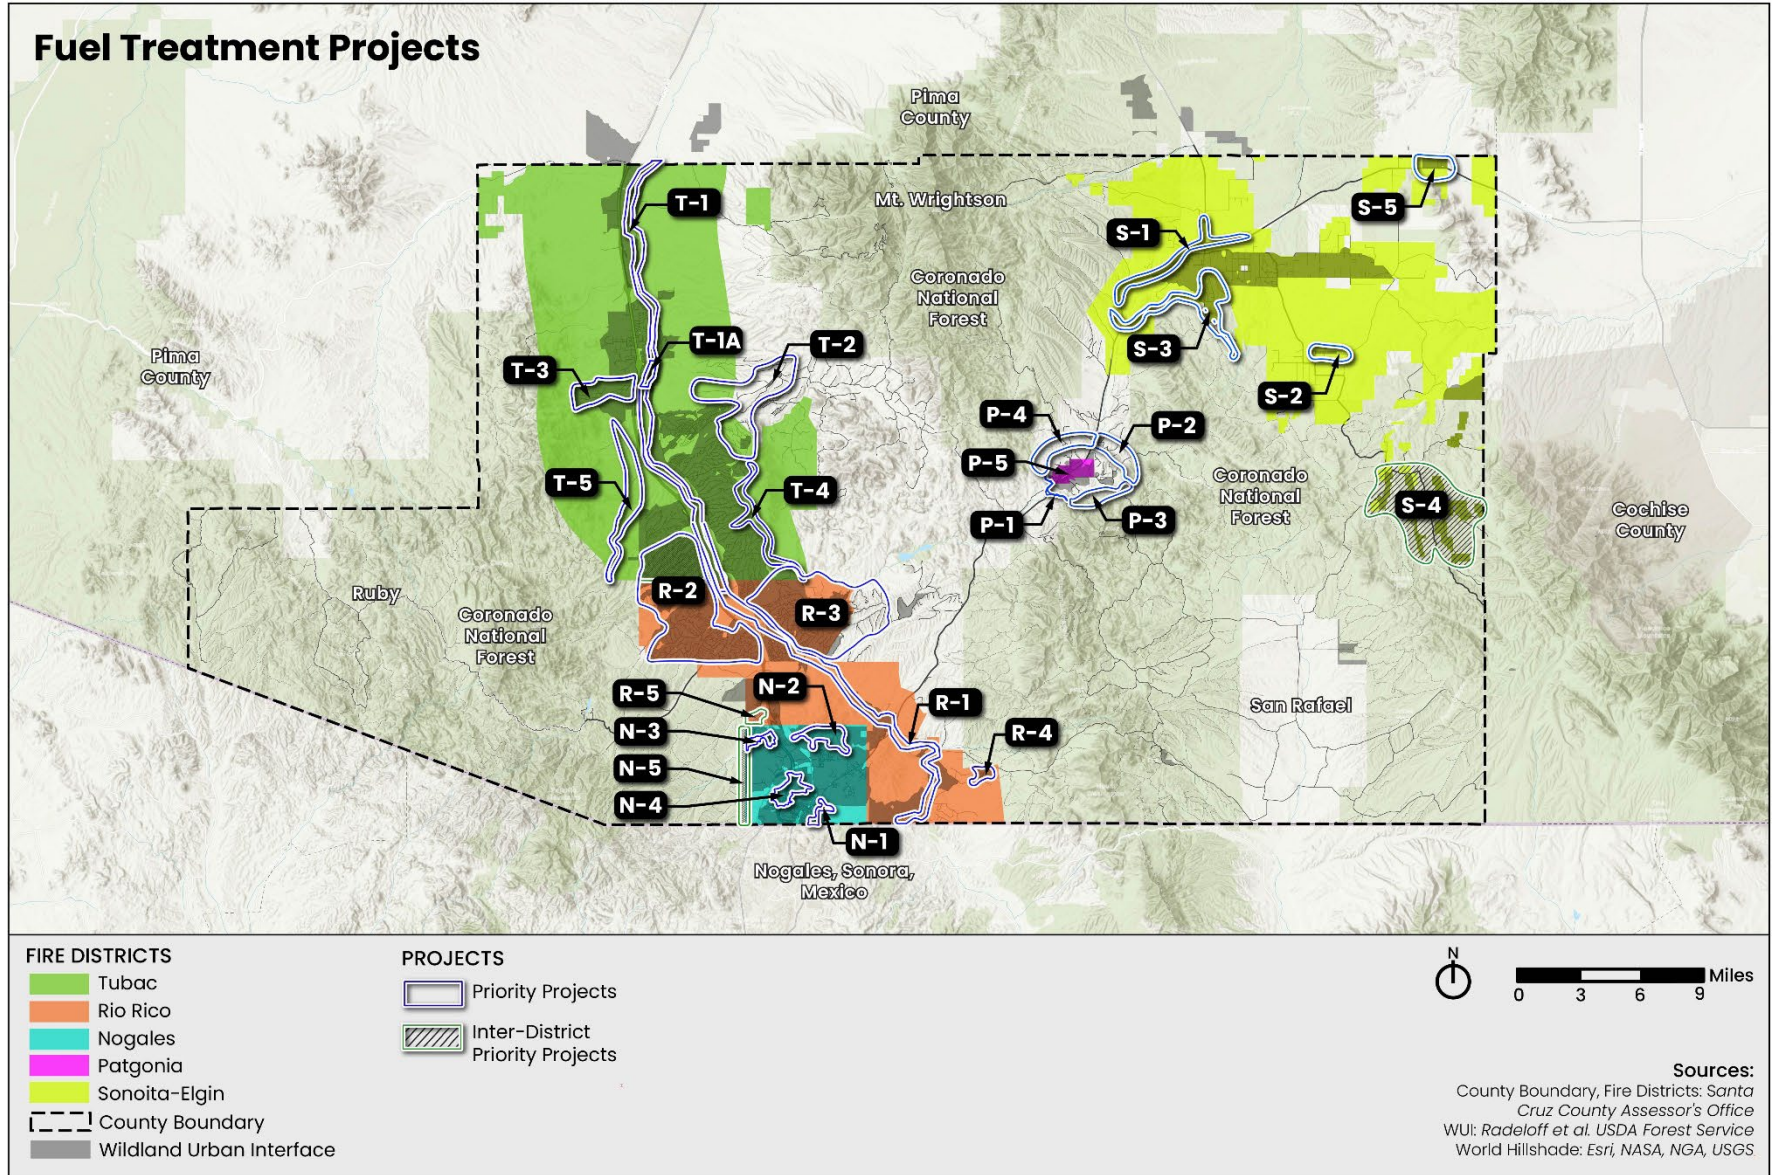 Fuel Treatment Projects
Pima
County
Mt. Wrightson
S-5
T-1
S-1
Coronado
National
Forest
T-1A
T-2
S-3
Pima
County
T-3
S-2
P-4
P-2
P-5
T-5
T-4
Coronado
National
Forest
S-4
Cochise
County
P-1
P-3
Ruby
R-2
R-3
Coronado
National
Forest
R-5
N-2
R-1
San Rafael
N-3
R-4
N-5
N-4
N-1
Nogales, Sonora,
Mexico
FIRE DISTRICTS
Tubac
Rio Rico
Nogales
Patgonia
Sonoita-Elgin
County Boundary
Wildland Urban Interface
PROJECTS
Priority Projects
Inter-District
Priority Projects
N
Miles
0 3 6 9
Sources:
County Boundary, Fire Districts: Santa
Cruz County Assessor's Office
WUI: Radeloff et al. USDA Forest Service
World Hillshade: Esri, NASA, NGA, USGS